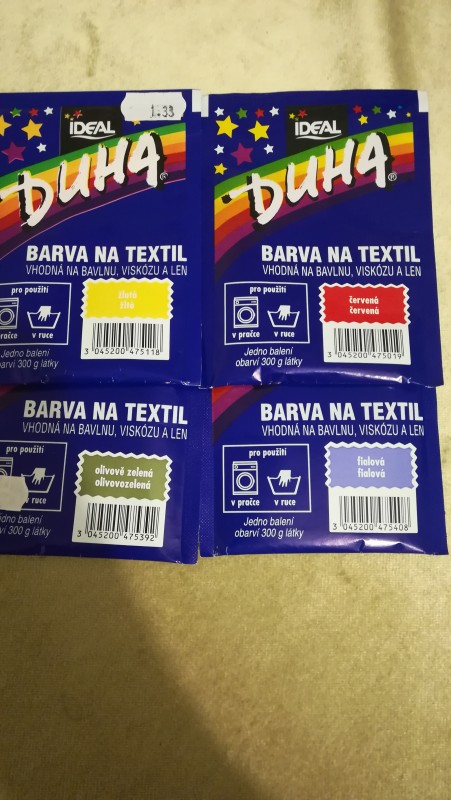 1.33
IDEAL
DUHA
BARVA NA TEXTIL
VHODNÁ NA BAVLNU, VISKÓZU A LEN
pro použití
v pračce
v ruce
žlutá
žltá
3 045200 475118
Jedno balení
obarví 300 g látky
IDEAL
DUHA®
BARVA NA TEXTIL
VHODNÁ NA BAVLNU, VISKÓZU A LEN
pro použití
v pračce
v ruce
červená
červená
3 045200 475019
Jedno balení
obarví 300 g látky
BARVA NA TEXTIL
VHODNÁ NA BAVLNU, VISKÓZU A LEN
pro použití
v ruce
olivově zelená
olivovozelená
3 045200 475392
Jedno balení
obarví 300 g látky
BARVA NA TEXTIL
VHODNÁ NA BAVLNU, VISKÓZU A LEN
pro použití
v pračce
v ruce
fialová
fialová
3 045200 475408
Jedno balení
obarví 300 g látky